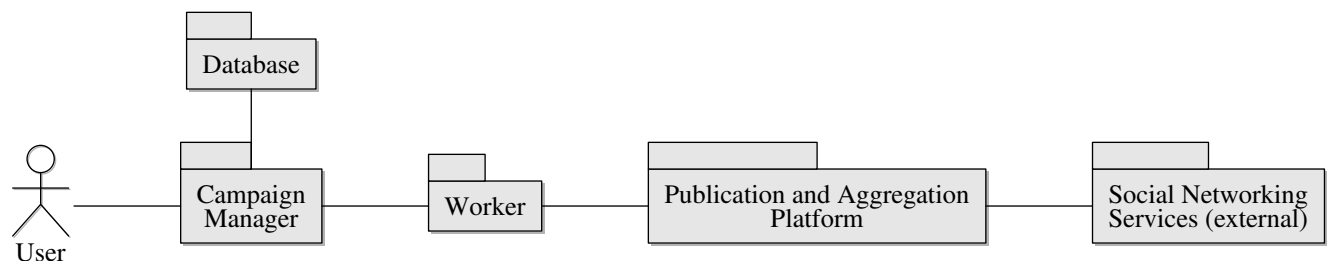 Database
User
Campaign
Manager
Worker
Publication and Aggregation
Platform
Social Networking
Services (external)